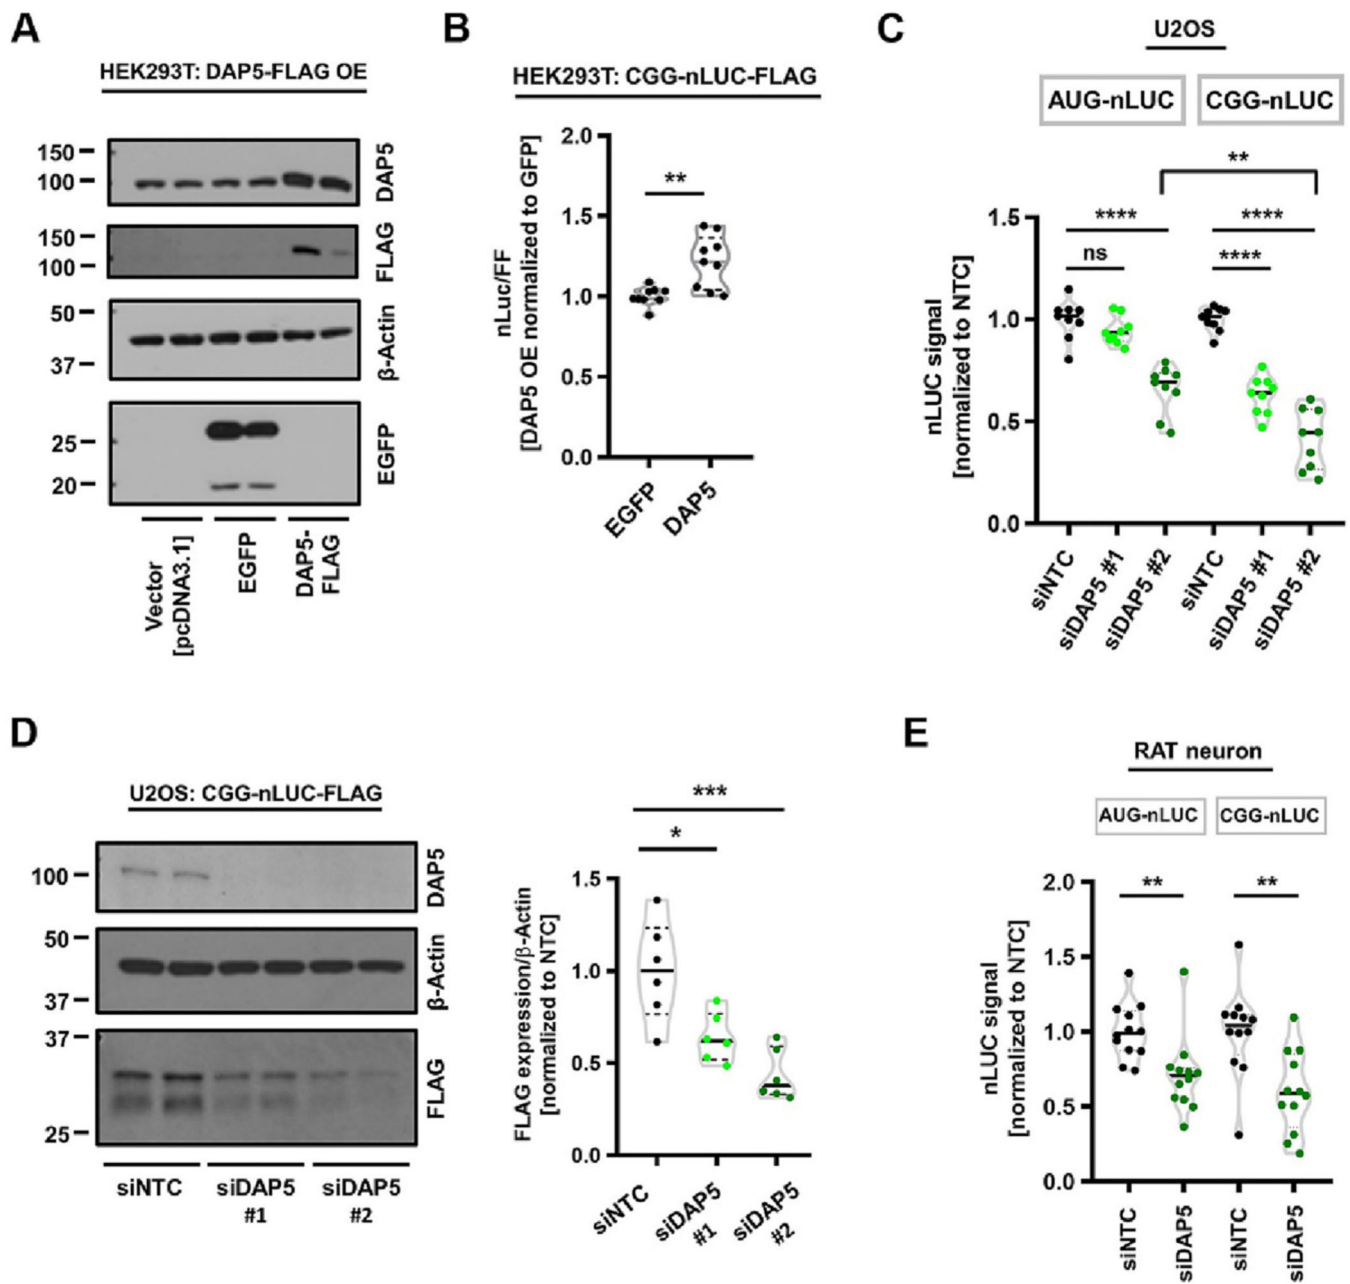 A
HEK293T: DAP5-FLAG OE
150
100
DAP5
150
100
FLAG
50
37
β-Actin
25
20
EGFP
Vector
[pcDNA3.1]
EGFP
DAP5-
FLAG
B
HEK293T: CGG-nLUC-FLAG
nLuc/FF
[DAP5 OE normalized to GFP]
2.0
1.5
1.0
0.5
0.0
**
EGFP
DAP5
C
U2OS
AUG-nLUC
CGG-nLUC
**
****
****
ns
****
nLUC signal
[normalized to NTC]
1.5
1.0
0.5
0.0
siNTC
siDAP5 #1
siDAP5 #2
siNTC
siDAP5 #1
siDAP5 #2
D
U2OS: CGG-nLUC-FLAG
100
DAP5
50
37
β-Actin
37
25
FLAG
siNTC
siDAP5
#1
siDAP5
#2
***
*
FLAG expression/β-Actin
[normalized to NTC]
1.5
1.0
0.5
0.0
siNTC
siDAP5
#1
siDAP5
#2
E
RAT neuron
AUG-nLUC
CGG-nLUC
**
**
nLUC signal
[normalized to NTC]
2.0
1.5
1.0
0.5
0.0
siNTC
siDAP5
siNTC
siDAP5